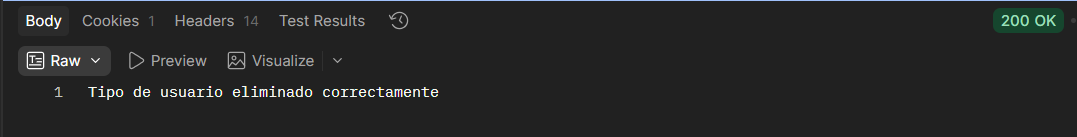 Body Cookies 1 Headers 14 Test Results 200 OK
Raw Preview Visualize
1 Tipo de usuario eliminado correctamente